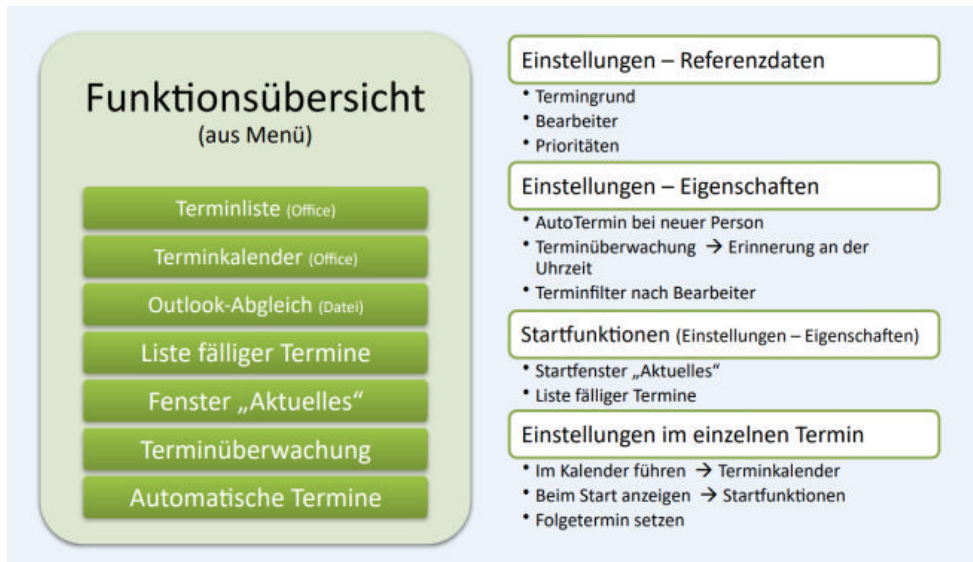 Funktionsübersicht
(aus Menü)
Terminliste (Office)
Terminkalender (Office)
Outlook-Abgleich (Datei)
Liste fälliger Termine
Fenster „Aktuelles“
Terminüberwachung
Automatische Termine
Einstellungen – Referenzdaten
• Termingrund
• Bearbeiter
• Prioritäten
Einstellungen – Eigenschaften
• AutoTermin bei neuer Person
• Terminüberwachung → Erinnerung an der
Uhrzeit
• Terminfilter nach Bearbeiter
Startfunktionen (Einstellungen – Eigenschaften)
• Startfenster „Aktuelles“
• Liste fälliger Termine
Einstellungen im einzelnen Termin
• Im Kalender führen → Terminkalender
• Beim Start anzeigen → Startfunktionen
• Folgetermin setzen